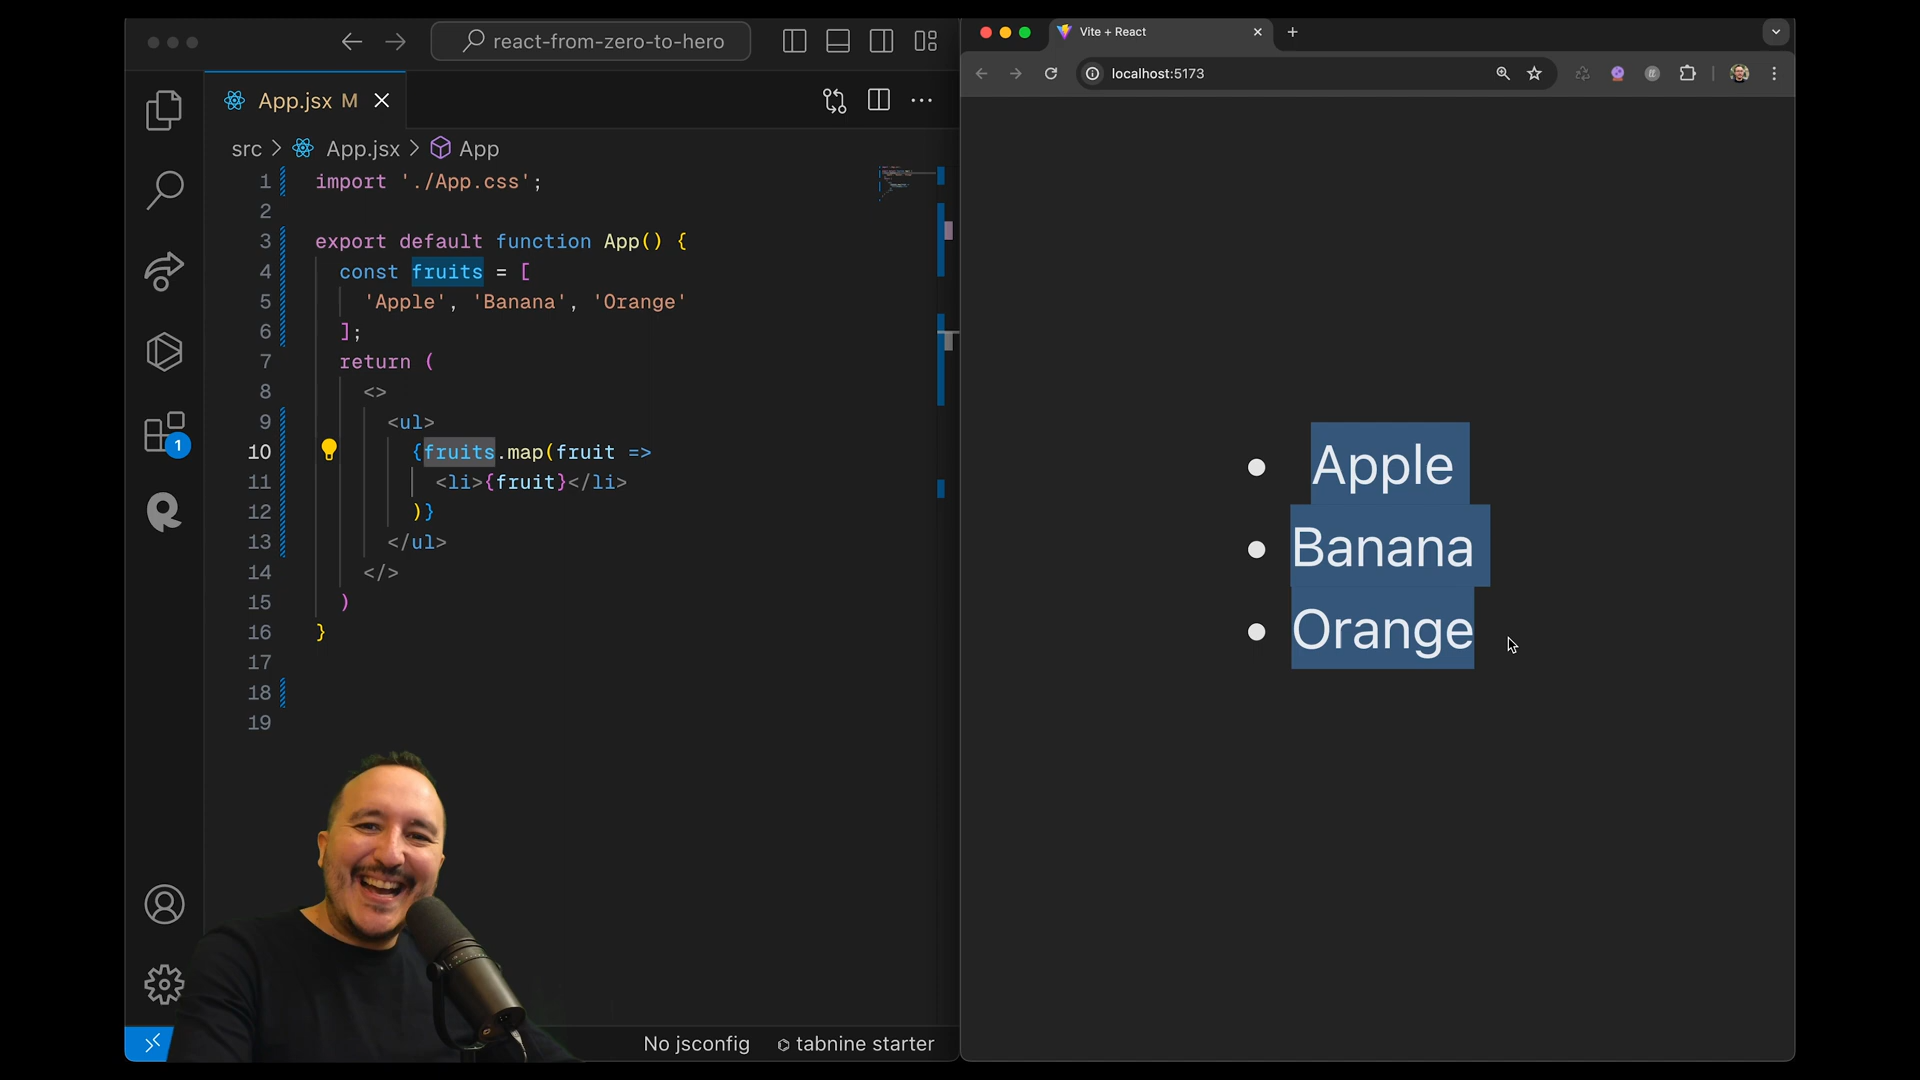 react-from-zero-to-hero
App.jsx M
src > App.jsx > App
1 import './App.css';
2
3 export default function App() {
4 const fruits = [
5 'Apple', 'Banana', 'Orange'
6 ];
7 return (
8 <>
9 <ul>
10 {fruits.map(fruit =>
11 <li>{fruit}</li>
12 )}
13 </ul>
14 </>
15 )
16 }
17
18
19
1
No jsconfig
tabnine starter
Vite + React
localhost:5173
Apple
Banana
Orange